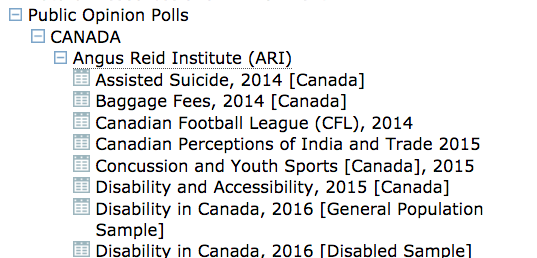 Public Opinion Polls
CANADA
Angus Reid Institute (ARI)
Assisted Suicide, 2014 [Canada]
Baggage Fees, 2014 [Canada]
Canadian Football League (CFL), 2014
Canadian Perceptions of India and Trade 2015
Concussion and Youth Sports [Canada], 2015
Disability and Accessibility, 2015 [Canada]
Disability in Canada, 2016 [General Population
Sample]
Disability in Canada, 2016 [Disabled Sample]